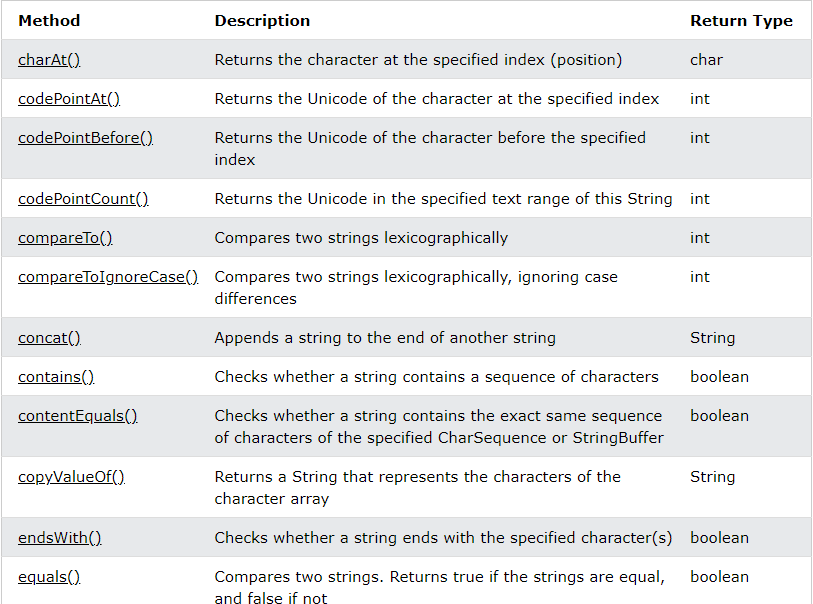 Method Description Return Type
charAt() Returns the character at the specified index (position) char
codePointAt() Returns the Unicode of the character at the specified index int
codePointBefore() Returns the Unicode of the character before the specified int
index
codePointCount() Returns the Unicode in the specified text range of this String int
compareTo() Compares two strings lexicographically int
compareToIgnoreCase() Compares two strings lexicographically, ignoring case int
differences
concat() Appends a string to the end of another string String
contains() Checks whether a string contains a sequence of characters boolean
contentEquals() Checks whether a string contains the exact same sequence boolean
of characters of the specified CharSequence or StringBuffer
copyValueOf() Returns a String that represents the characters of the String
character array
endsWith() Checks whether a string ends with the specified character(s) boolean
equals() Compares two strings. Returns true if the strings are equal, boolean
and false if not